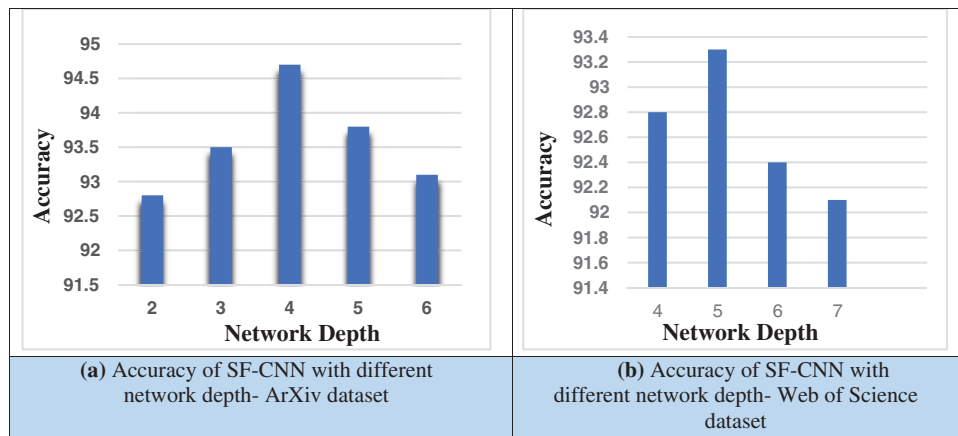 95
94.5
94
93.5
93
92.5
92
91.5
Accuracy
2 3 4 5 6
Network Depth
93.4
93.2
93
92.8
92.6
92.4
92.2
92
91.8
91.6
91.4
Accuracy
4 5 6 7
Network Depth
(a) Accuracy of SF-CNN with different
network depth- ArXiv dataset
(b) Accuracy of SF-CNN with
different network depth- Web of Science
dataset